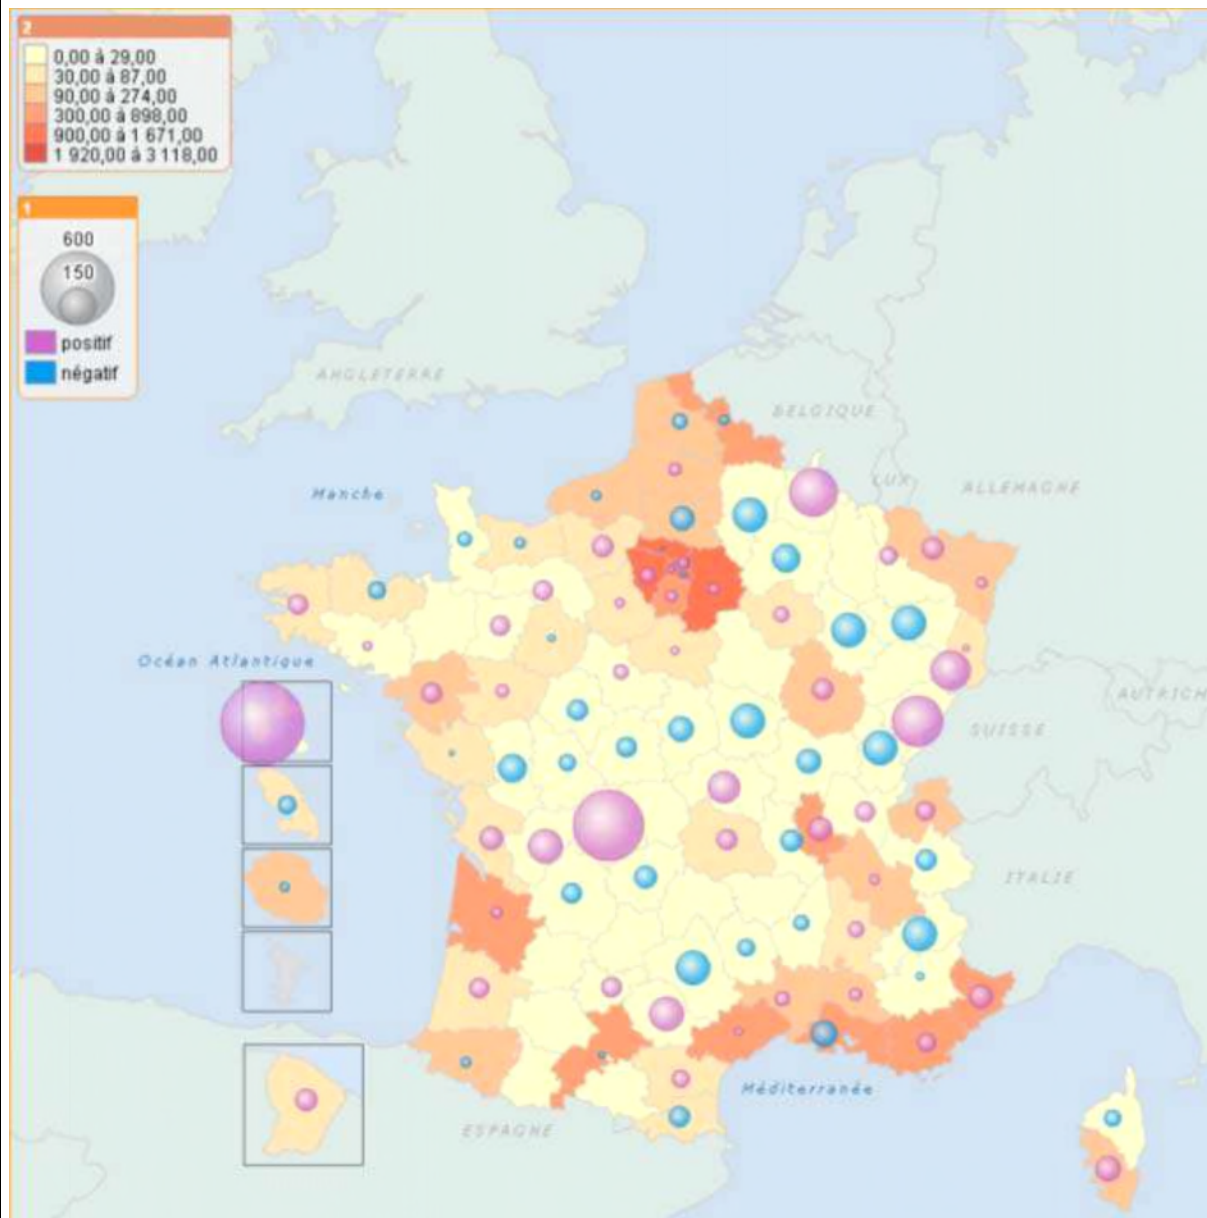 2
0,00 à 29,00
30,00 à 87,00
90,00 à 274,00
300,00 à 898,00
900,00 à 1 671,00
1 920,00 à 3 118,00
1
600
150
positif
négatif
ANGLETERRE
BELGIQUE
Manche
LUX
ALLEMAGNE
Océan Atlantique
AUTRICH
SUISSE
ITALIE
Méditerranée
ESPAGNE